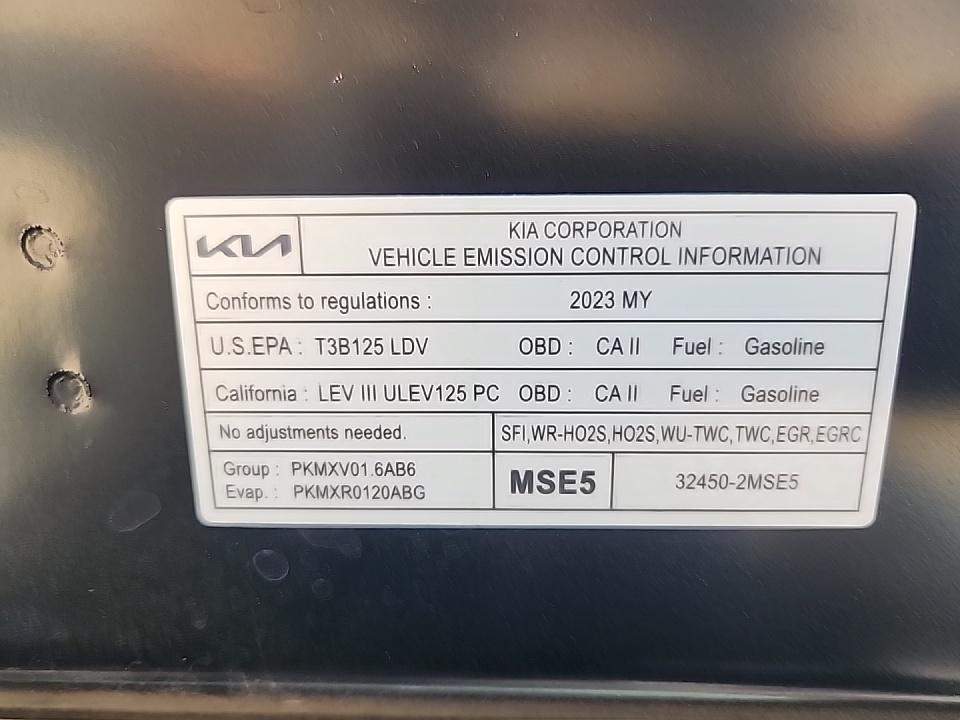 KIA
KIA CORPORATION
VEHICLE EMISSION CONTROL INFORMATION
Conforms to regulations : 2023 MY
U.S.EPA : T3B125 LDV OBD : CA II Fuel : Gasoline
California : LEV III ULEV125 PC OBD : CA II Fuel : Gasoline
No adjustments needed. SFI,WR-HO2S,HO2S,WU-TWC,TWC,EGR,EGRC
Group : PKMXV01.6AB6
Evap. : PKMXR0120ABG
MSE5 32450-2MSE5